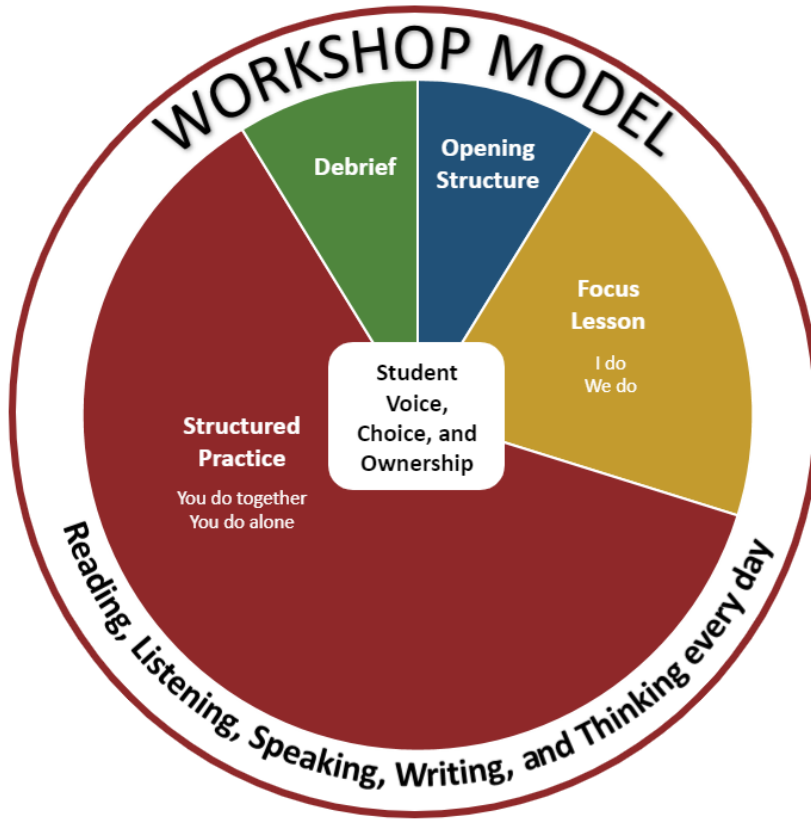 WORKSHOP MODEL
Debrief
Opening
Structure
Focus
Lesson
I do
We do
Student
Voice,
Choice, and
Ownership
Structured
Practice
You do together
You do alone
Reading, Listening, Speaking, Writing, and Thinking every day